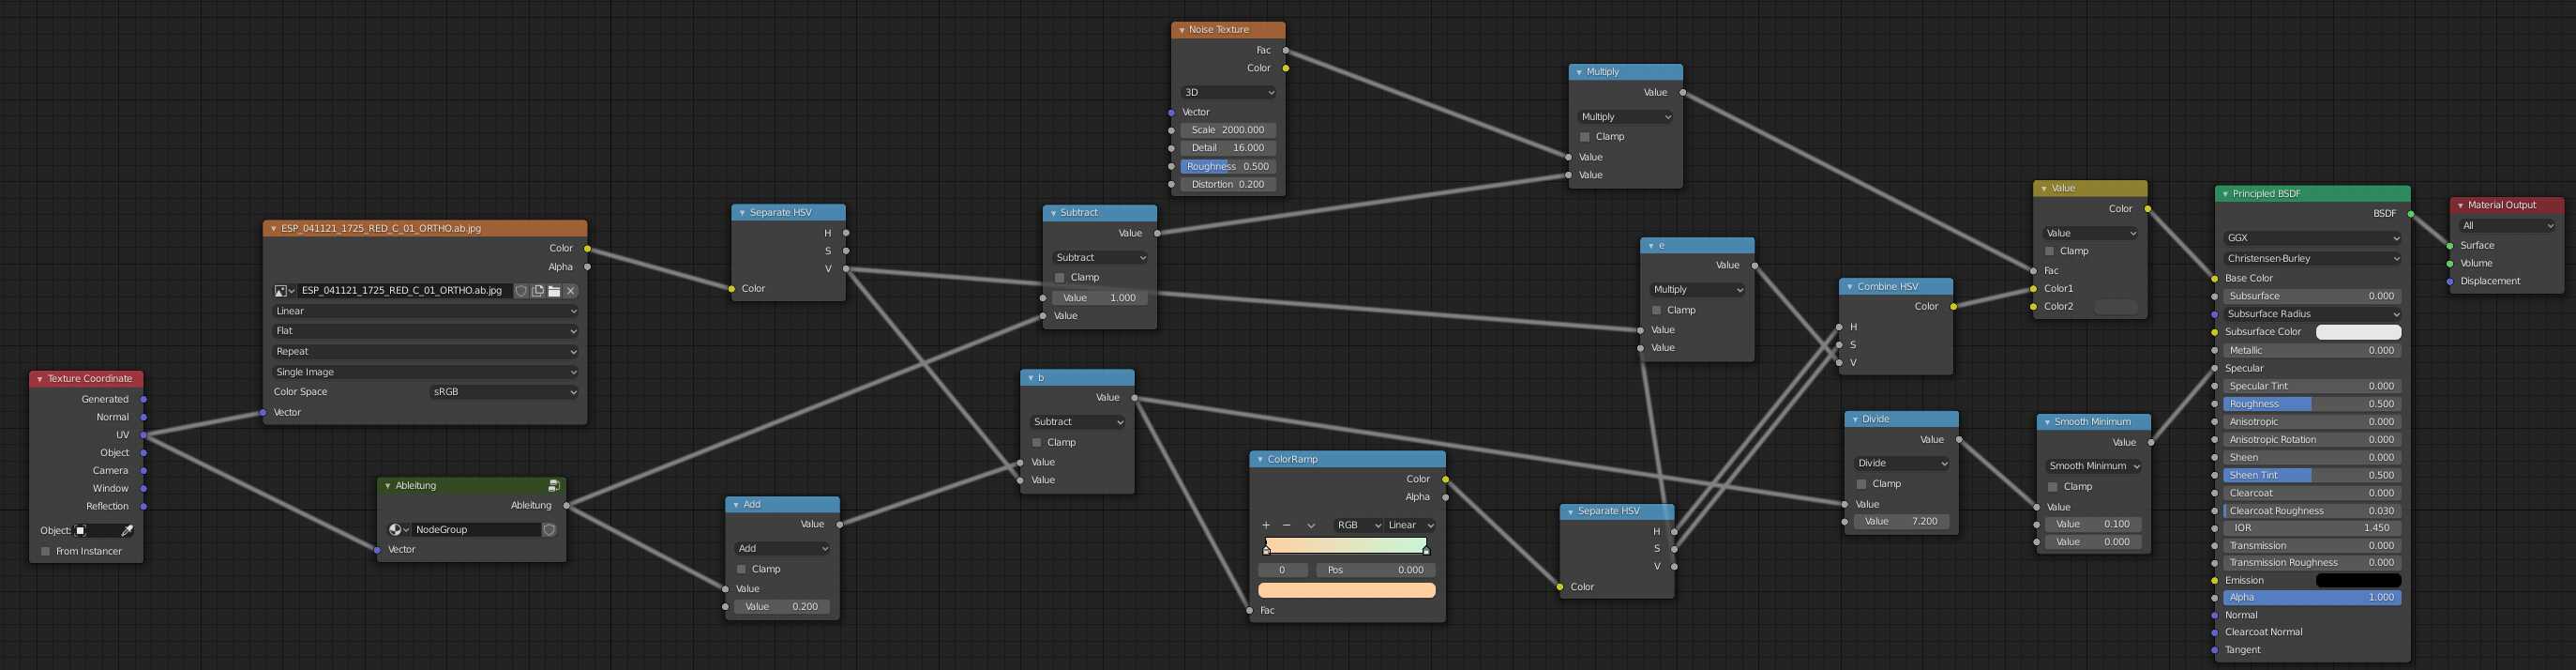 Texture Coordinate
Generated
Normal
UV
Object
Camera
Window
Reflection
Object:
From Instancer
ESP_041121_1725_RED_C_01_ORTHO.ab.jpg
Color
Alpha
ESP_041121_1725_RED_C_01_ORTHO.ab.jpg
Linear
Flat
Repeat
Single Image
Color Space sRGB
Vector
Ableitung
Ableitung
NodeGroup
Vector
Separate HSV
H
S
V
Color
Add
Value
Add
Clamp
Value
Value 0.200
Subtract
Value
Subtract
Clamp
Value 1.000
Value
b
Value
Subtract
Clamp
Value
Value
Noise Texture
Fac
Color
3D
Vector
Scale 2000.000
Detail 16.000
Roughness 0.500
Distortion 0.200
ColorRamp
Color
Alpha
RGB Linear
0 Pos 0.000
Fac
Multiply
Value
Multiply
Clamp
Value
Value
e
Value
Multiply
Clamp
Value
Value
Separate HSV
H
S
V
Color
Combine HSV
Color
H
S
V
Divide
Value
Divide
Clamp
Value
Value 7.200
Value
Color
Value
Clamp
Fac
Color1
Color2
Smooth Minimum
Value
Smooth Minimum
Clamp
Value
Value 0.100
Value 0.000
Principled BSDF
BSDF
GGX
Christensen-Burley
Base Color
Subsurface 0.000
Subsurface Radius
Subsurface Color
Metallic 0.000
Specular
Specular Tint 0.000
Roughness 0.500
Anisotropic 0.000
Anisotropic Rotation 0.000
Sheen 0.000
Sheen Tint 0.500
Clearcoat 0.000
Clearcoat Roughness 0.030
IOR 1.450
Transmission 0.000
Transmission Roughness 0.000
Emission
Alpha 1.000
Normal
Clearcoat Normal
Tangent
Material Output
All
Surface
Volume
Displacement